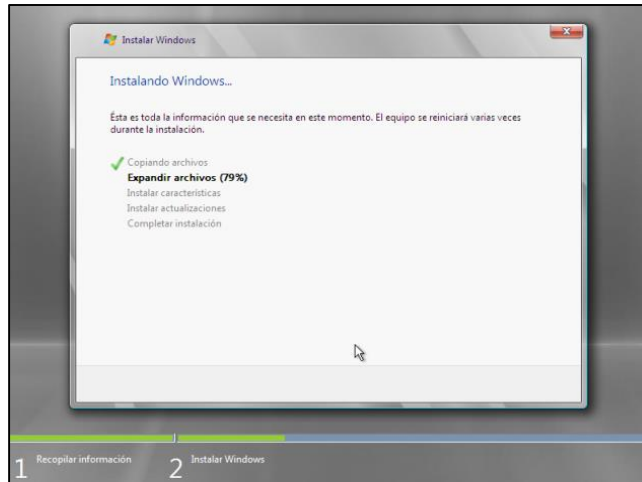 Instalar Windows
Instalando Windows...
Ésta es toda la información que se necesita en este momento. El equipo se reiniciará varias veces
durante la instalación.
Copiando archivos
Expandir archivos (79%)
Instalar características
Instalar actualizaciones
Completar instalación
1 Recopilar información 2 Instalar Windows